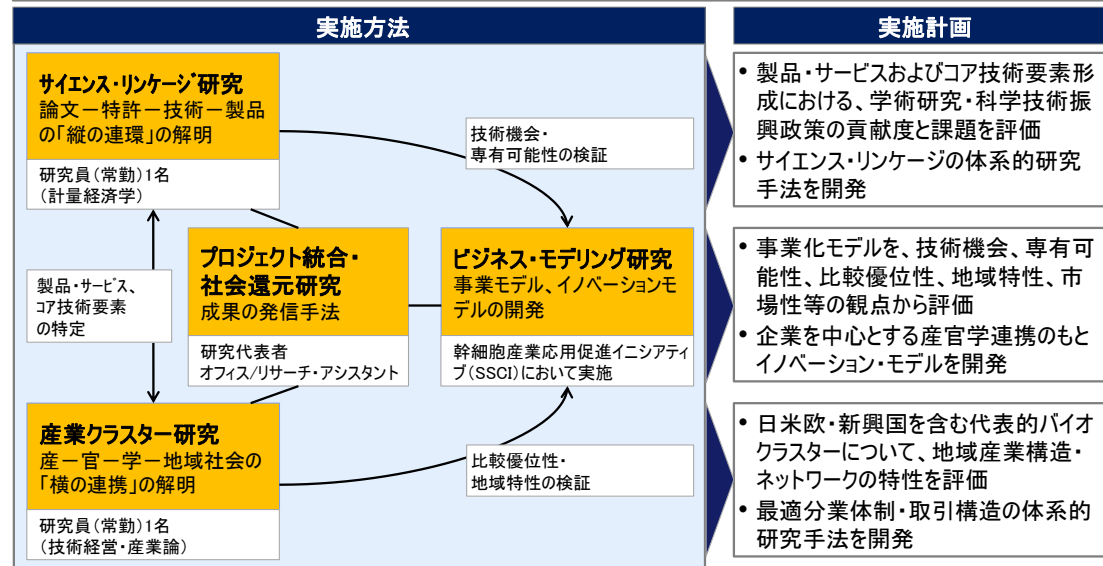 実施方法
サイエンス・リンケージ研究
論文－特許－技術－製品
の「縦の連環」の解明
研究員（常勤）1名
（計量経済学）
技術機会・
専有可能性の検証
製品・サービス、
コア技術要素
の特定
プロジェクト統合・
社会還元研究
成果の発信手法
研究代表者
オフィス/リサーチ・アシスタント
ビジネス・モデリング研究
事業モデル、イノベーションモ
デルの開発
幹細胞産業応用促進イニシアティ
ブ（SSCI）において実施
産業クラスター研究
産－官－学－地域社会の
「横の連携」の解明
研究員（常勤）1名
（技術経営・産業論）
比較優位性・
地域特性の検証
実施計画
• 製品・サービスおよびコア技術要素形
成における、学術研究・科学技術振
興政策の貢献度と課題を評価
• サイエンス・リンケージの体系的研究
手法を開発
• 事業化モデルを、技術機会、専有可
能性、比較優位性、地域特性、市
場性等の観点から評価
• 企業を中心とする産官学連携のもと
イノベーション・モデルを開発
• 日米欧・新興国を含む代表的バイオ
クラスターについて、地域産業構造・
ネットワークの特性を評価
• 最適分業体制・取引構造の体系的
研究手法を開発